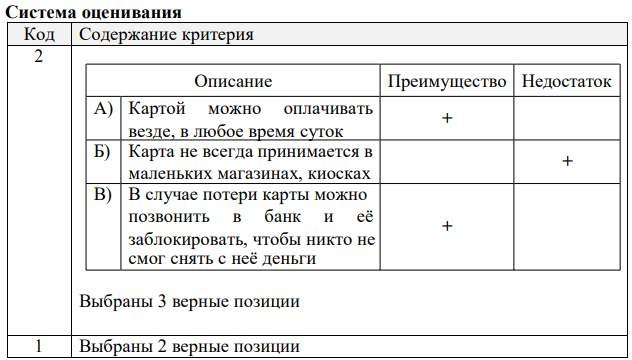 Система оценивания
Код Содержание критерия
2
Описание Преимущество Недостаток
А) Картой можно оплачивать
везде, в любое время суток +
Б) Карта не всегда принимается в
маленьких магазинах, киосках +
В) В случае потери карты можно
позвонить в банк и её
заблокировать, чтобы никто не +
смог снять с неё деньги
Выбраны 3 верные позиции
1 Выбраны 2 верные позиции